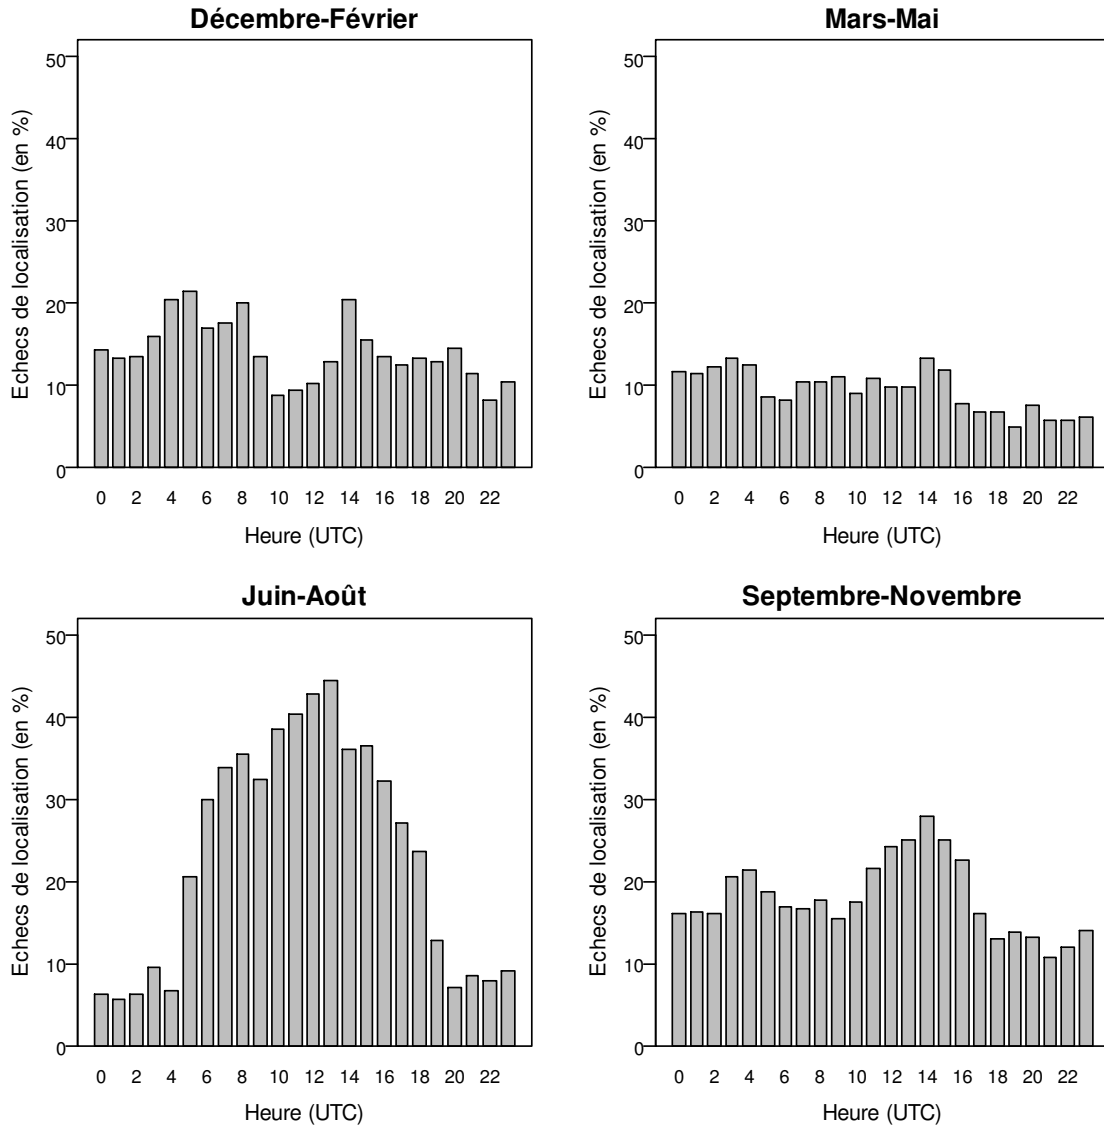 Décembre-Février
Echecs de localisation (en %)
50
40
30
20
10
0
0 2 4 6 8 10 12 14 16 18 20 22
Heure (UTC)
Mars-Mai
Echecs de localisation (en %)
50
40
30
20
10
0
0 2 4 6 8 10 12 14 16 18 20 22
Heure (UTC)
Juin-Août
Echecs de localisation (en %)
50
40
30
20
10
0
0 2 4 6 8 10 12 14 16 18 20 22
Heure (UTC)
Septembre-Novembre
Echecs de localisation (en %)
50
40
30
20
10
0
0 2 4 6 8 10 12 14 16 18 20 22
Heure (UTC)